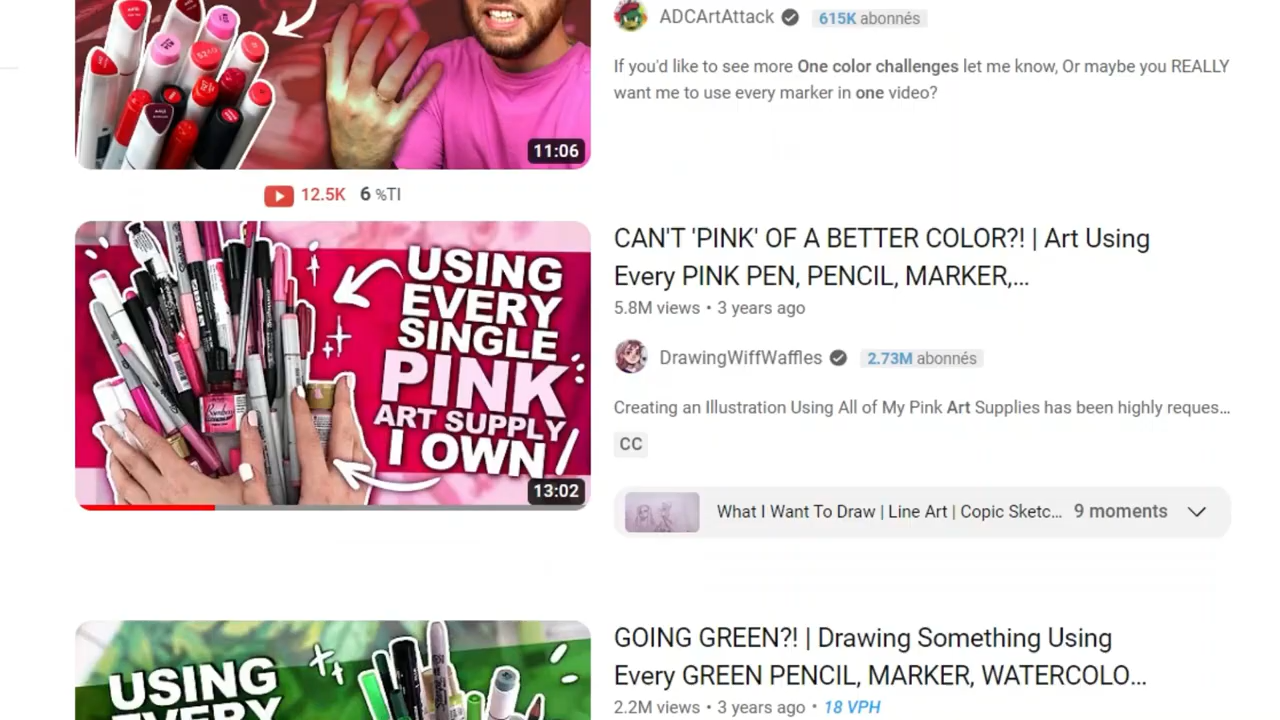 ADCArtAttack 615K abonnés
If you'd like to see more One color challenges let me know, Or maybe you REALLY
want me to use every marker in one video?
11:06
12.5K 6 %TI
USING
EVERY
SINGLE
PINK
ART SUPPLY
I OWN
13:02
CAN'T 'PINK' OF A BETTER COLOR?! | Art Using
Every PINK PEN, PENCIL, MARKER,...
5.8M views • 3 years ago
DrawingWiffWaffles 2.73M abonnés
Creating an Illustration Using All of My Pink Art Supplies has been highly reques...
CC
What I Want To Draw | Line Art | Copic Sketc... 9 moments
USING
EVERY
GOING GREEN?! | Drawing Something Using
Every GREEN PENCIL, MARKER, WATERCOLO...
2.2M views • 3 years ago • 18 VPH